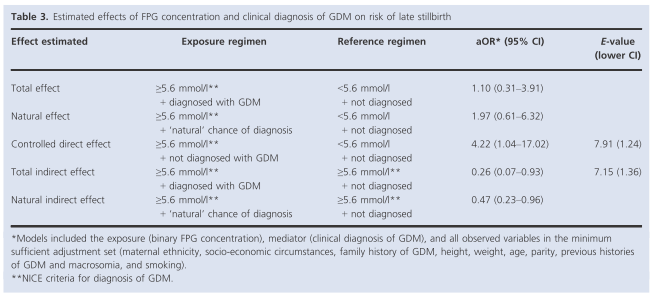 Table 3. Estimated effects of FPG concentration and clinical diagnosis of GDM on risk of late stillbirth
Effect estimated Exposure regimen Reference regimen aOR* (95% CI) E-value
(lower CI)
Total effect ≥5.6 mmol/l** <5.6 mmol/l 1.10 (0.31–3.91)
+ diagnosed with GDM + not diagnosed
Natural effect ≥5.6 mmol/l** <5.6 mmol/l 1.97 (0.61–6.32)
+ ‘natural’ chance of diagnosis + not diagnosed
Controlled direct effect ≥5.6 mmol/l** <5.6 mmol/l 4.22 (1.04–17.02) 7.91 (1.24)
+ not diagnosed with GDM + not diagnosed
Total indirect effect ≥5.6 mmol/l** ≥5.6 mmol/l** 0.26 (0.07–0.93) 7.15 (1.36)
+ diagnosed with GDM + not diagnosed
Natural indirect effect ≥5.6 mmol/l** ≥5.6 mmol/l** 0.47 (0.23–0.96)
+ ‘natural’ chance of diagnosis + not diagnosed
*Models included the exposure (binary FPG concentration), mediator (clinical diagnosis of GDM), and all observed variables in the minimum
sufficient adjustment set (maternal ethnicity, socio-economic circumstances, family history of GDM, height, weight, age, parity, previous histories
of GDM and macrosomia, and smoking).
**NICE criteria for diagnosis of GDM.